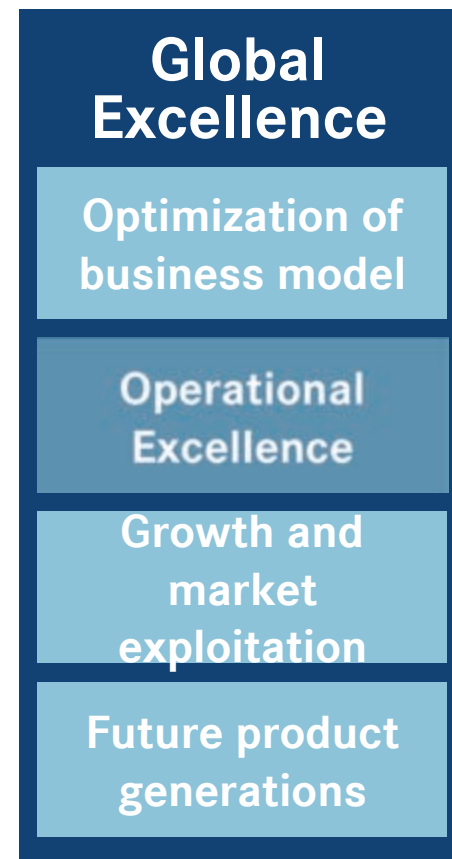 Global
Excellence
Optimization of
business model
Operational
Excellence
Growth and
market
exploitation
Future product
generations